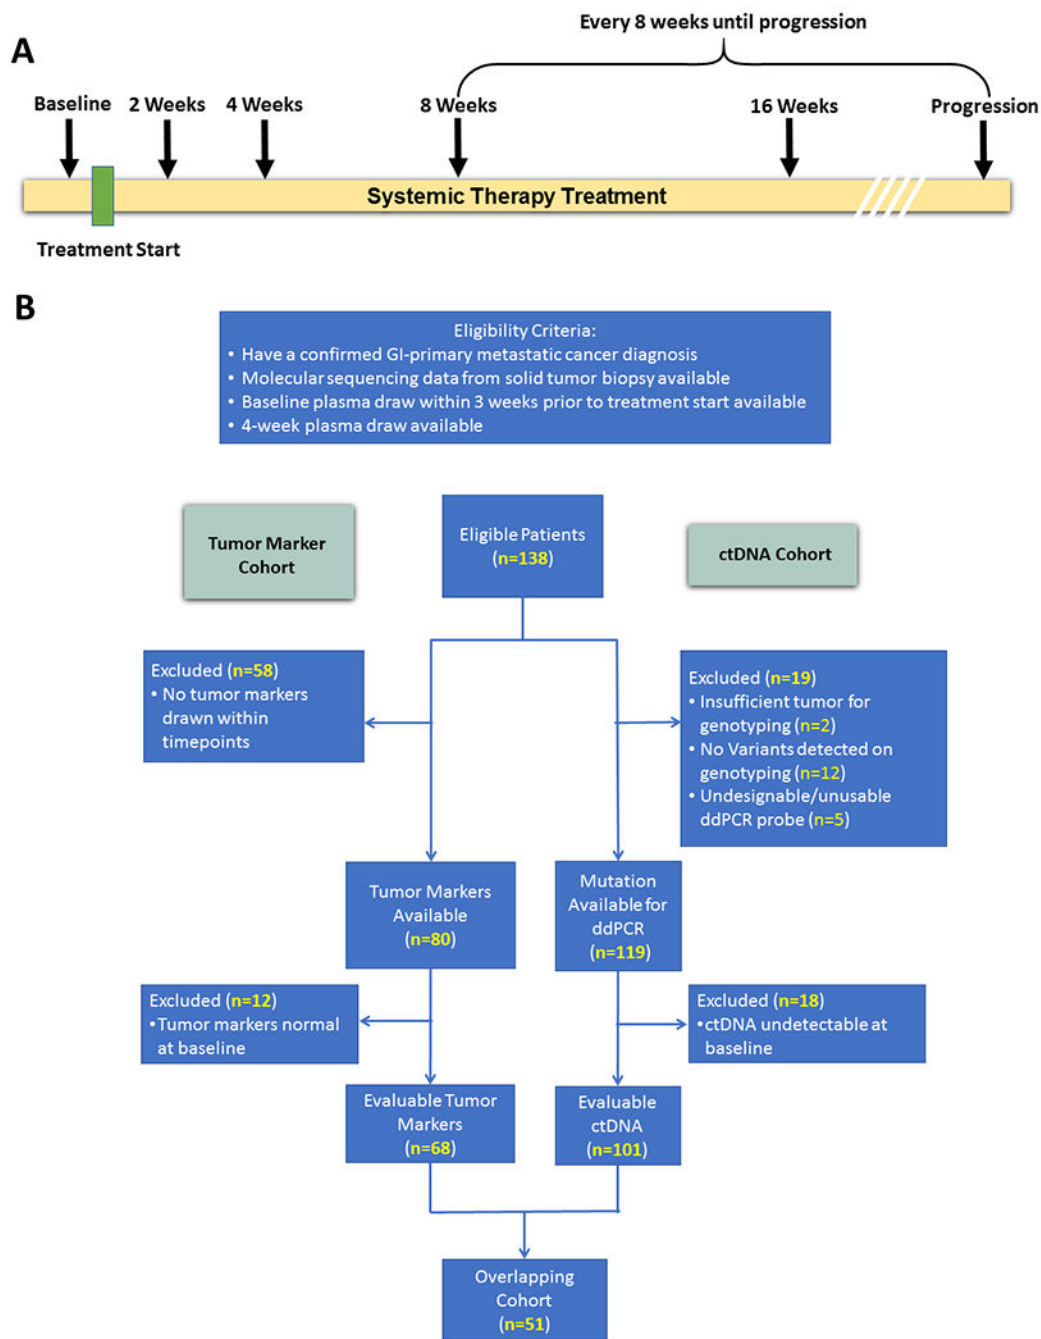 A
Every 8 weeks until progression
Baseline
2 Weeks
4 Weeks
8 Weeks
16 Weeks
Progression
Systemic Therapy Treatment
Treatment Start
B
Eligibility Criteria:
• Have a confirmed GI-primary metastatic cancer diagnosis
• Molecular sequencing data from solid tumor biopsy available
• Baseline plasma draw within 3 weeks prior to treatment start available
• 4-week plasma draw available
Tumor Marker
Cohort
Eligible Patients
(n=138)
ctDNA Cohort
Excluded (n=58)
• No tumor markers
drawn within
timepoints
Excluded (n=19)
• Insufficient tumor for
genotyping (n=2)
• No Variants detected on
genotyping (n=12)
• Undesignable/unusable
ddPCR probe (n=5)
Tumor Markers
Available
(n=80)
Mutation
Available for
ddPCR
(n=119)
Excluded (n=12)
•Tumor markers normal
at baseline
Excluded (n=18)
•ctDNA undetectable at
baseline
Evaluable Tumor
Markers
(n=68)
Evaluable
ctDNA
(n=101)
Overlapping
Cohort
(n=51)